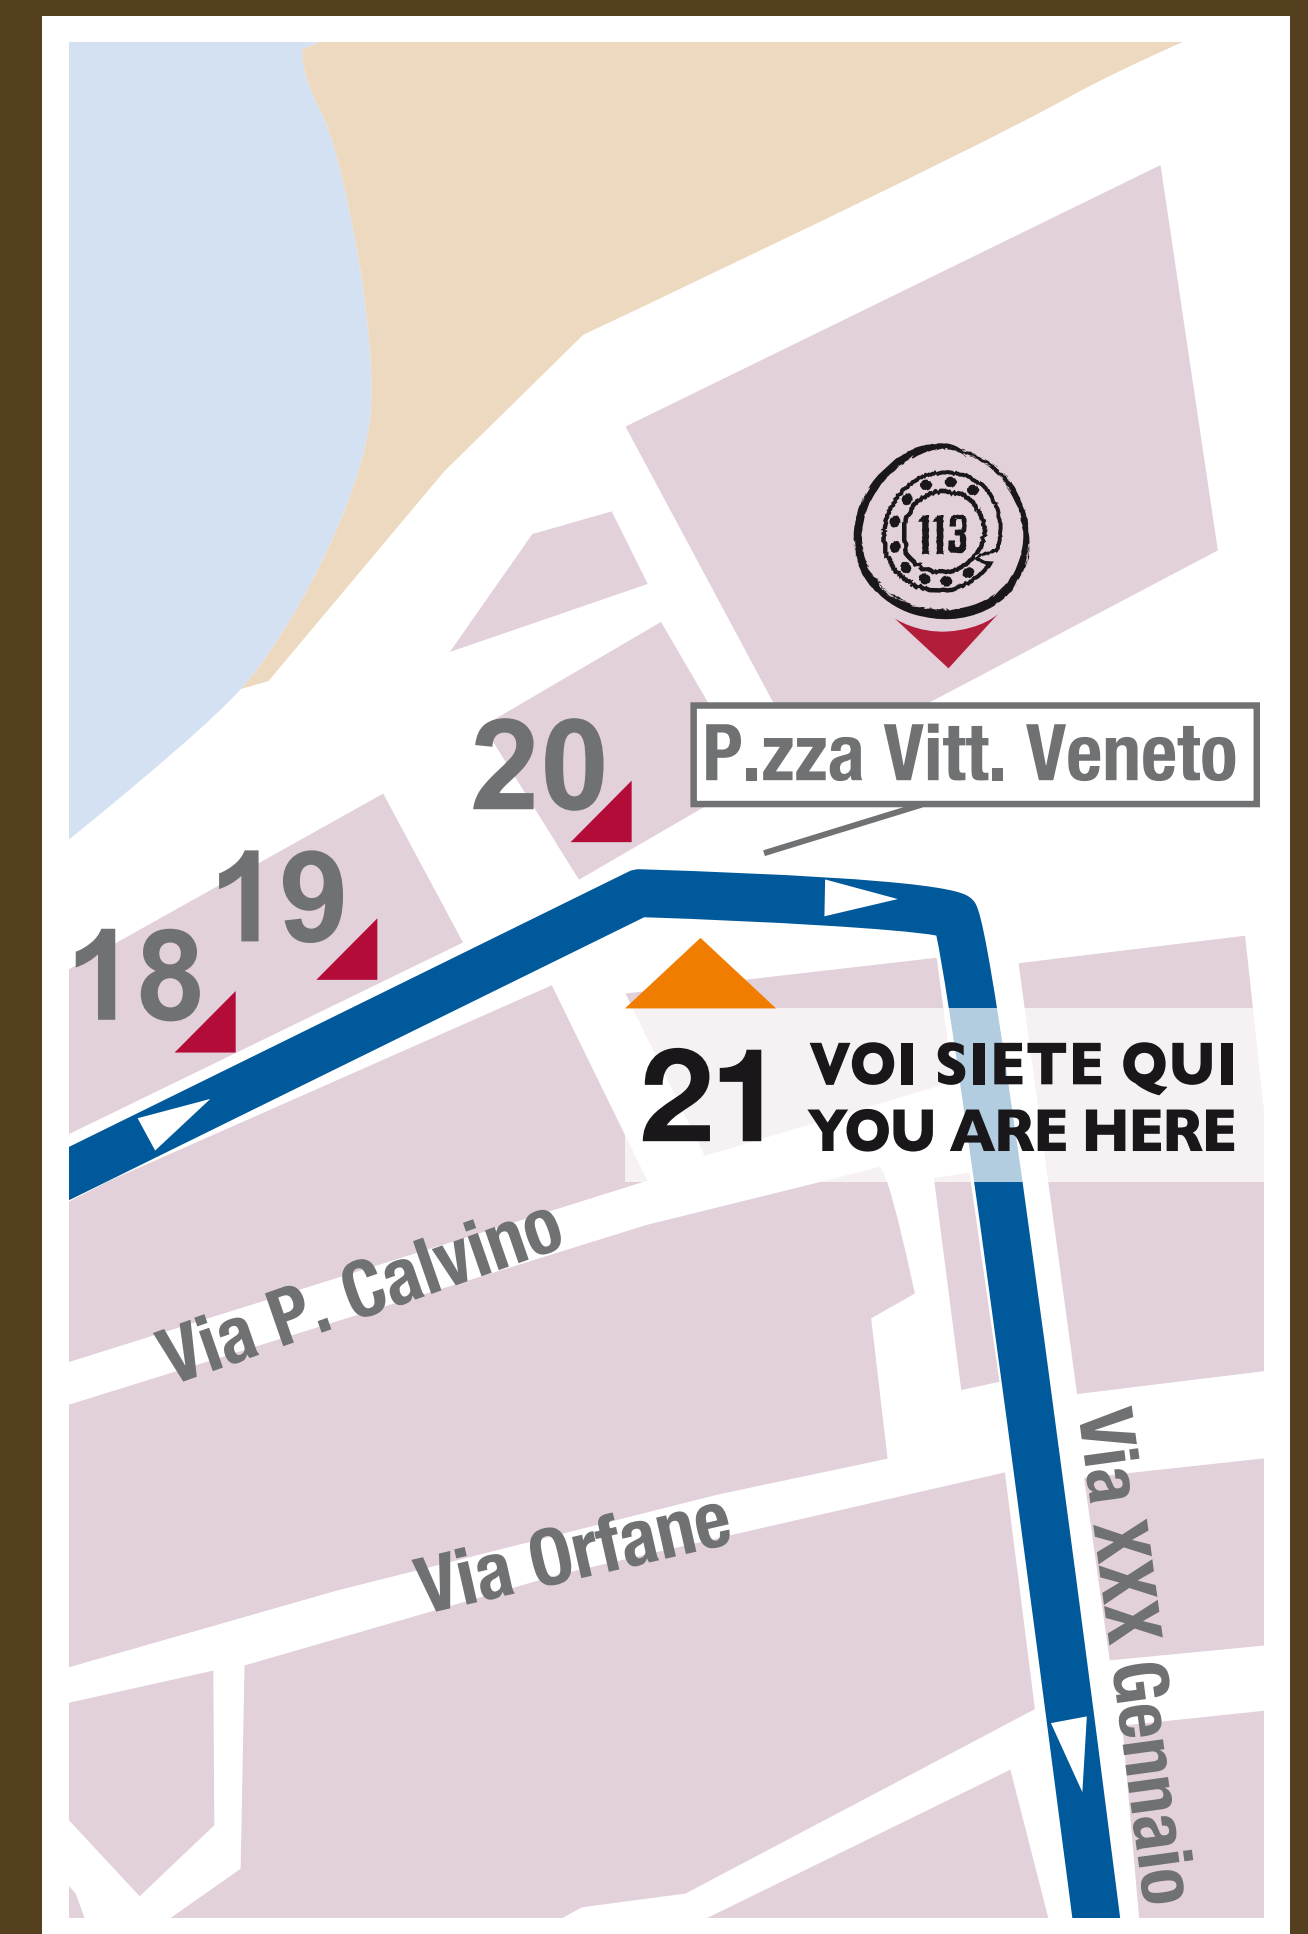 113
P.zza Vitt. Veneto
20
19
18
21
VOI SIETE QUI
YOU ARE HERE
Via P. Calvino
Via Orfane
Via XXX Gennaio